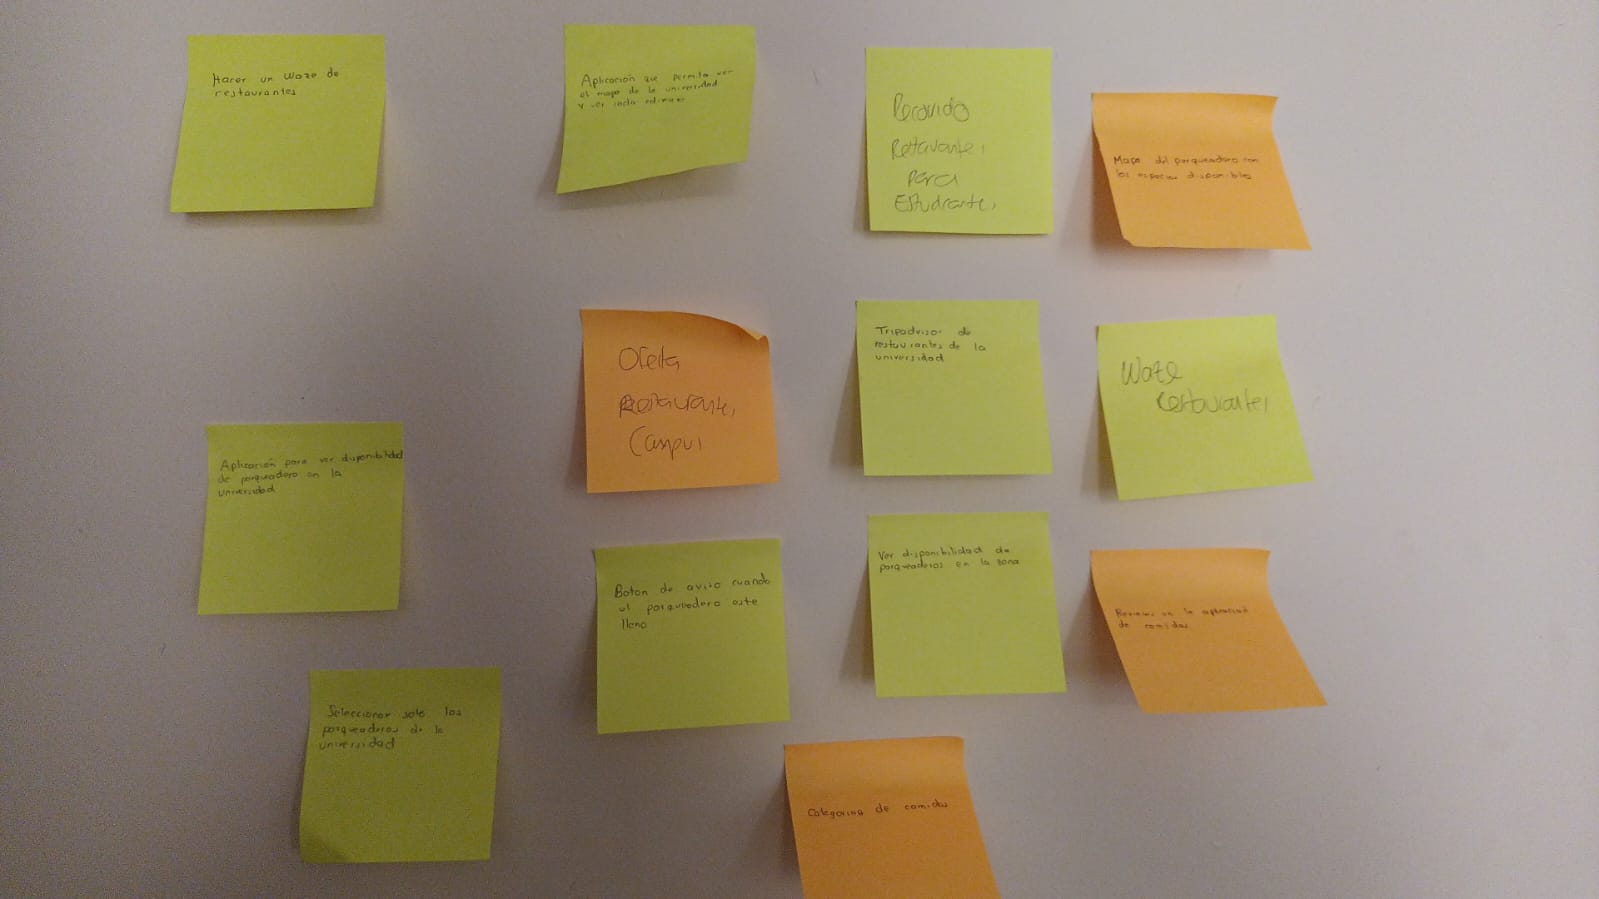 Hacer un Waze de
restaurantes
Aplicación que permita ver
el mapa de la universidad
y ver cada edificio
Recorrido
Restaurantes
para
Estudiantes
Mapa del parqueadero con
los espacios disponibles
Oferta
Restaurantes
Campus
Tripadvisor de
restaurantes de la
universidad
Waze
restaurantes
Aplicación para ver disponibilidad
de parqueadero en la
universidad
Boton de aviso cuando
el parqueadero este
lleno
Ver disponibilidad de
parqueaderos en la zona
Reviews en la aplicación
de comidas
Seleccionar solo los
parqueaderos de la
universidad
Categorias de comidas